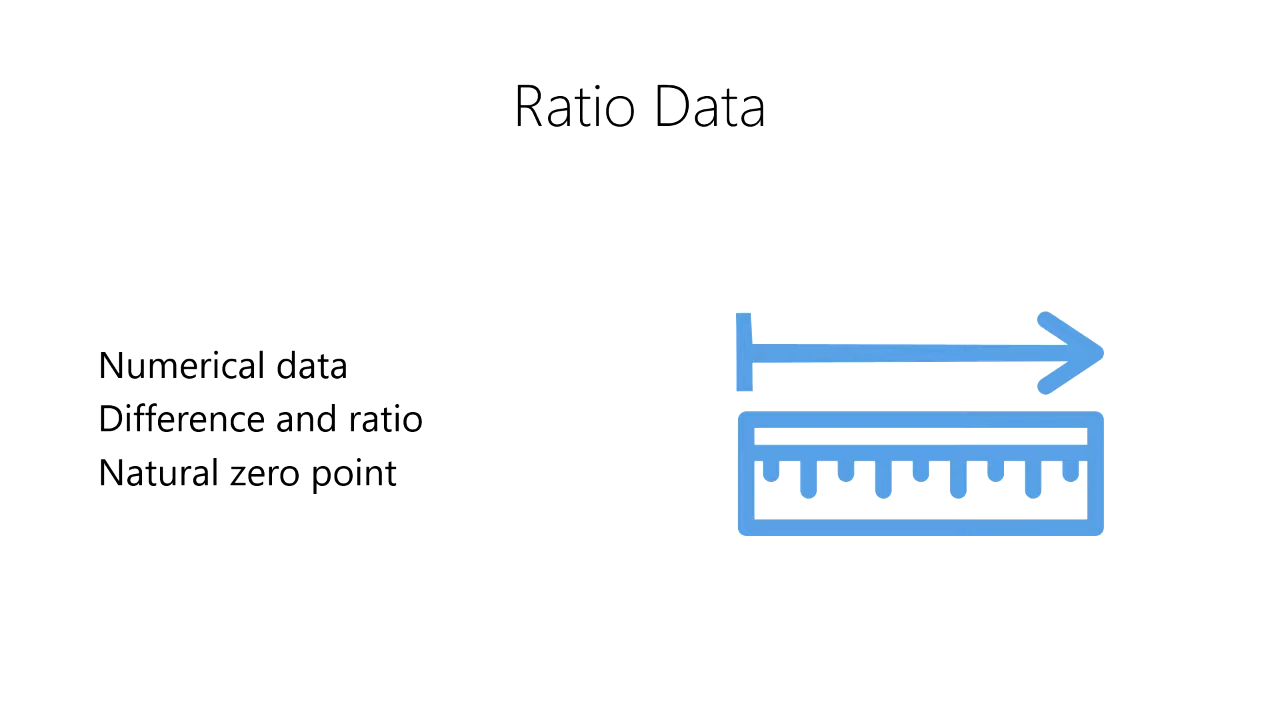 Ratio Data
Numerical data
Difference and ratio
Natural zero point